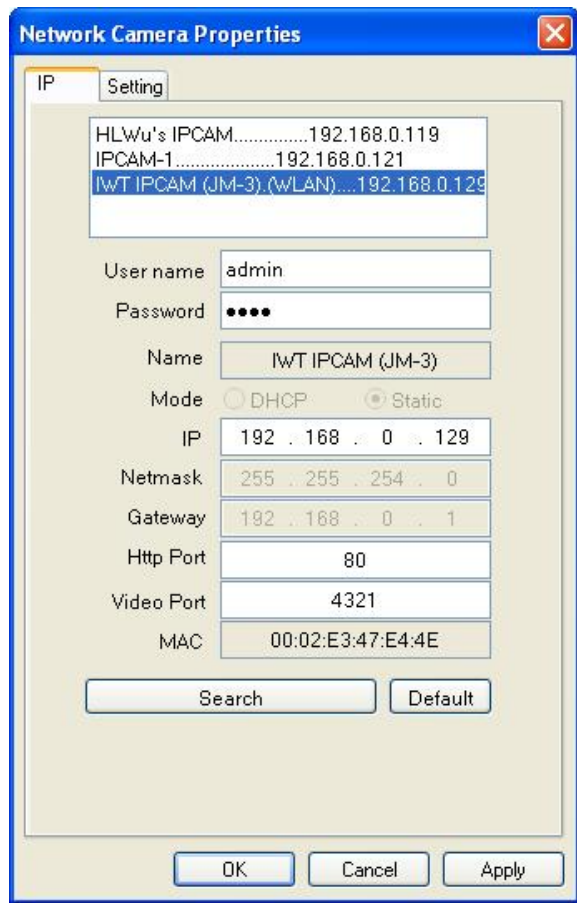 Network Camera Properties
IP Setting
HLWu's IPCAM..............192.168.0.119
IPCAM-1...................192.168.0.121
IWT IPCAM (JM-3).(WLAN)....192.168.0.129
User name admin
Password ●●●●
Name IWT IPCAM (JM-3)
Mode DHCP Static
IP 192 . 168 . 0 . 129
Netmask 255 . 255 . 254 . 0
Gateway 192 . 168 . 0 . 1
Http Port 80
Video Port 4321
MAC 00:02:E3:47:E4:4E
Search Default
OK Cancel Apply